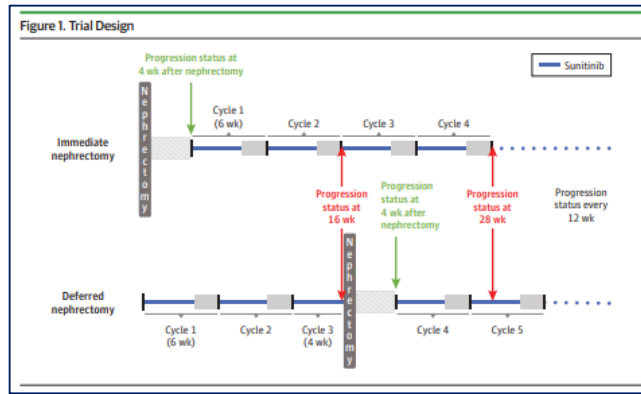 Figure 1. Trial Design
Progression status at
4 wk after nephrectomy
Sunitinib
Nephrectomy
Cycle 1
(6 wk)
Cycle 2
Cycle 3
Cycle 4
Immediate
nephrectomy
Progression
status at
16 wk
Progression
status at
4 wk after
nephrectomy
Progression
status at
28 wk
Progression
status every
12 wk
Nephrectomy
Deferred
nephrectomy
Cycle 1
(6 wk)
Cycle 2
Cycle 3
(4 wk)
Cycle 4
Cycle 5